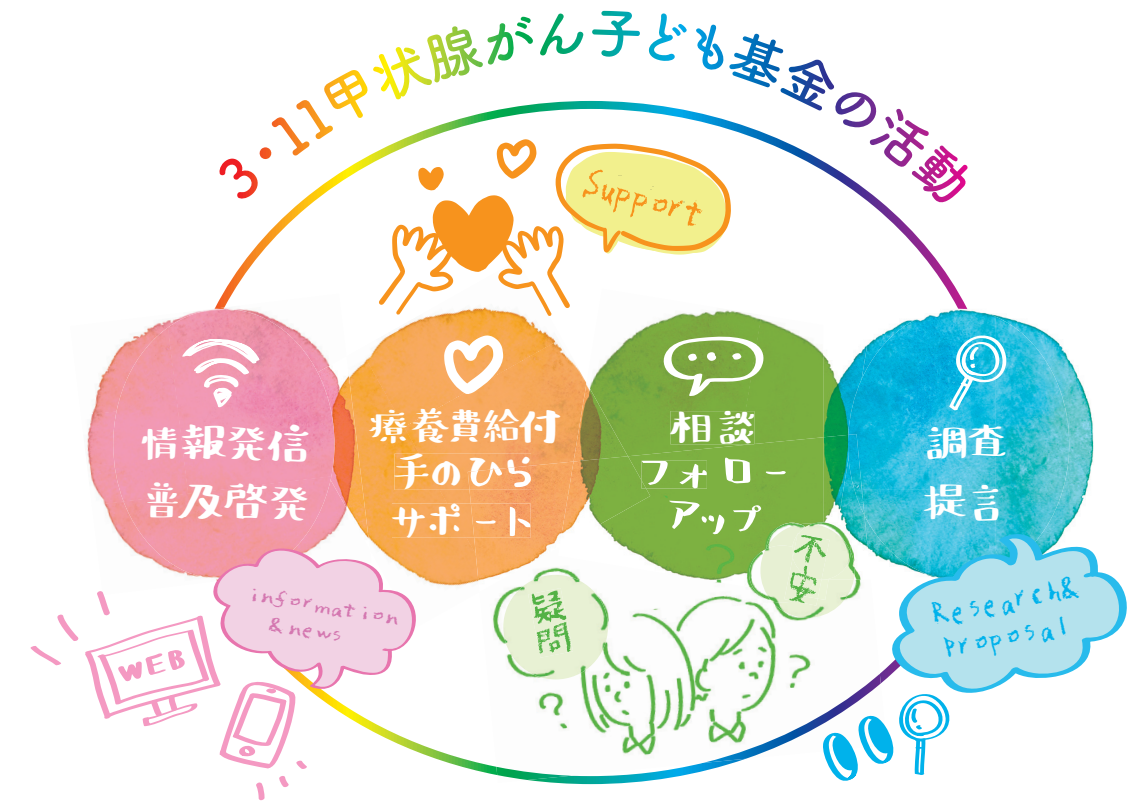 3・11甲状腺がん子ども基金の活動
Support
情報発信
普及啓発
療養費給付
手のひら
サポート
相談
フォロー
アップ
調査
提言
information
& news
WEB
疑問
不安
?
?
?
Research &
proposal